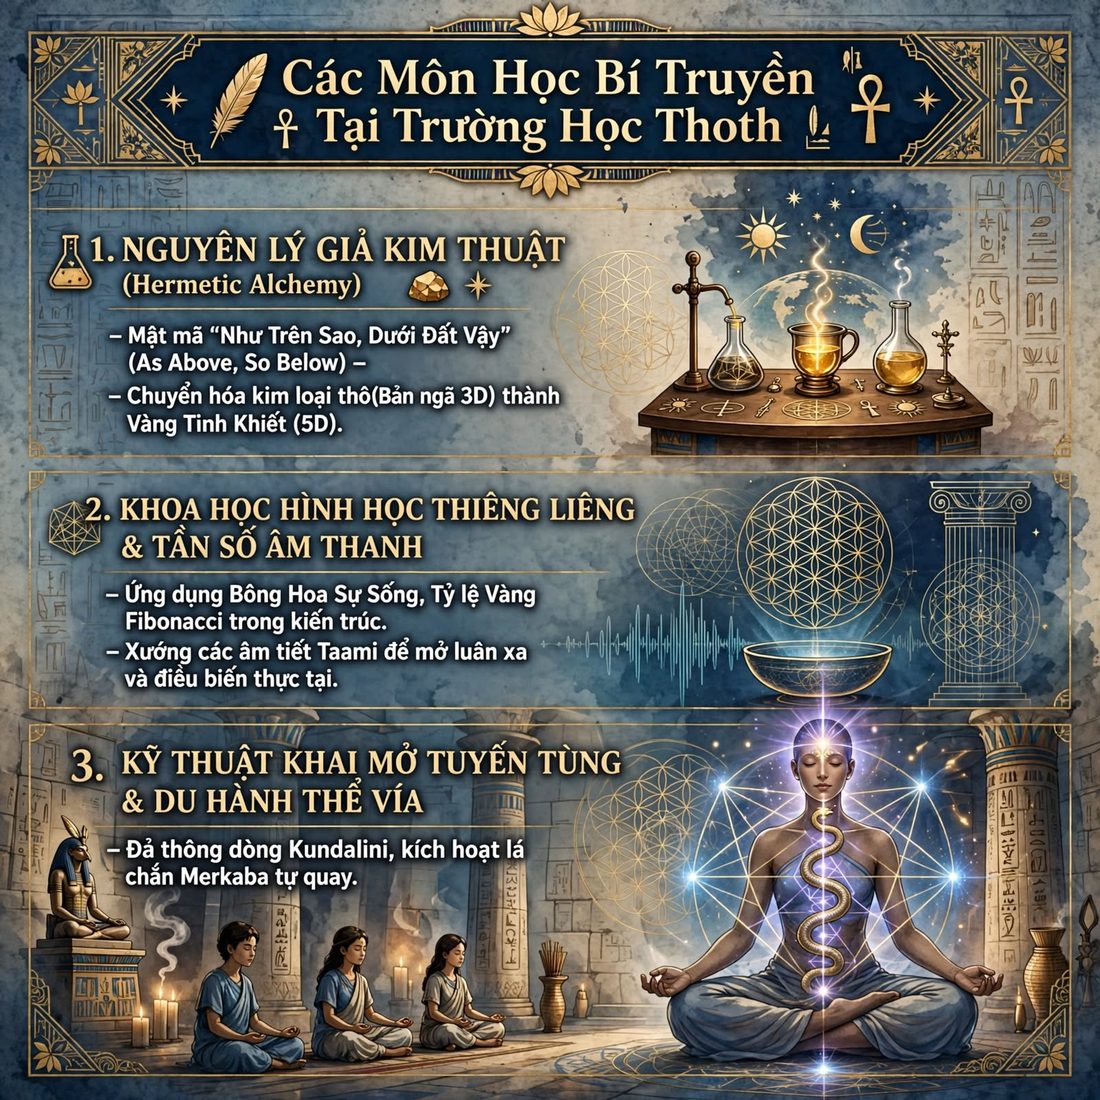 Các Môn Học Bí Truyền
Tại Trường Học Thoth
1. NGUYÊN LÝ GIẢ KIM THUẬT
(Hermetic Alchemy)
– Mật mã “Như Trên Sao, Dưới Đất Vậy”
(As Above, So Below) –
– Chuyển hóa kim loại thô(Bản ngã 3D) thành
Vàng Tinh Khiết (5D).
2. KHOA HỌC HÌNH HỌC THIÊNG LIÊNG
& TẦN SỐ ÂM THANH
– Ứng dụng Bông Hoa Sự Sống, Tỷ lệ Vàng
Fibonacci trong kiến trúc.
– Xướng các âm tiết Taami để mở luân xa
và điều biến thực tại.
3. KỸ THUẬT KHAI MỞ TUYẾN TÙNG
& DU HÀNH THỂ VÍA
– Đả thông dòng Kundalini, kích hoạt lá
chắn Merkaba tự quay.